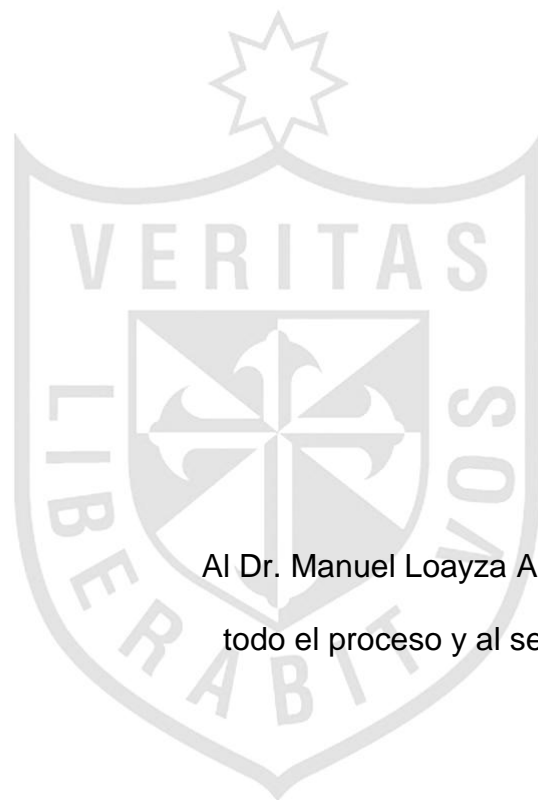 VERITAS
LIBERABIT VOS
Al Dr. Manuel Loayza A
todo el proceso y al se